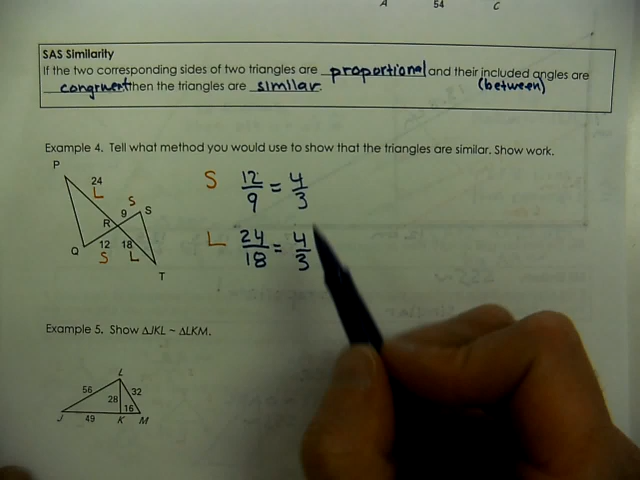 A 54 C
SAS Similarity
If the two corresponding sides of two triangles are proportional and their included angles are
(between)
congruent then the triangles are similar.
Example 4. Tell what method you would use to show that the triangles are similar. Show work.
P
24
L
S
9
S
R
Q
12
18
S
L
T
S 12/9 = 4/3
L 24/18 = 4/3
Example 5. Show ΔJKL ~ ΔLKM.
L
56
32
28
16
J
49
K
M